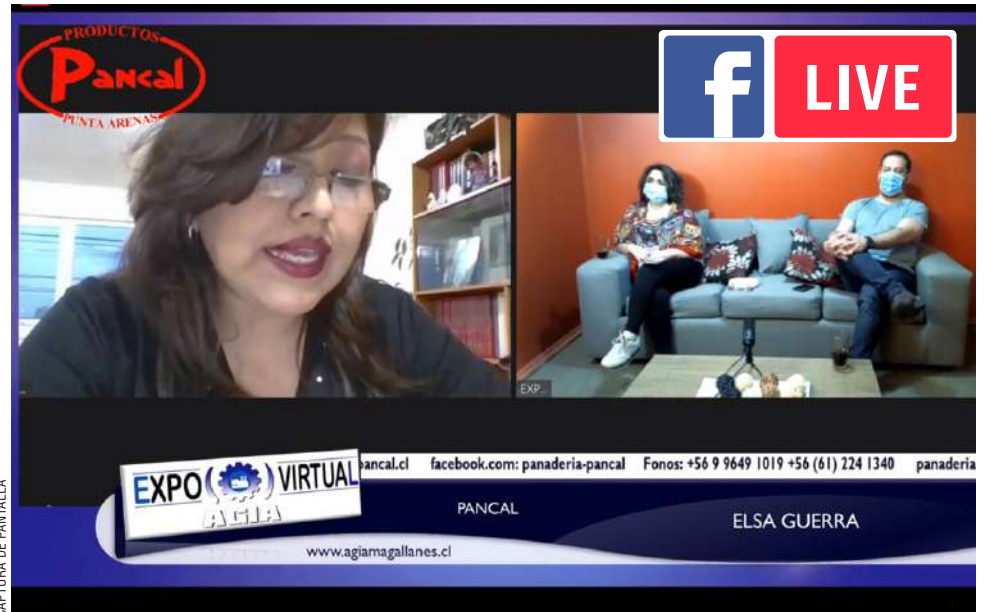 PRODUCTOS
Pancal
PUNTA ARENAS
f LIVE
EXP...
EXPO VIRTUAL
AGIA
pancal.cl facebook.com: panaderia-pancal Fonos: +56 9 9649 1019 +56 (61) 224 1340 panaderia
PANCAL
ELSA GUERRA
www.agiamagallanes.cl
CAPTURA DE PANTALLA